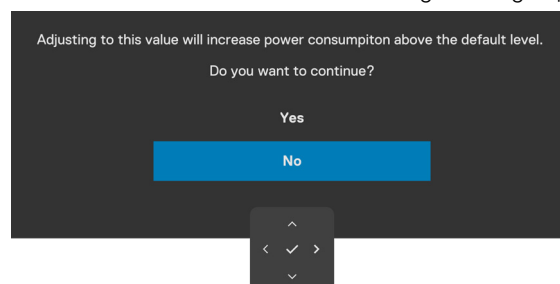 Adjusting to this value will increase power consumpiton above the default level.
Do you want to continue?
Yes
No